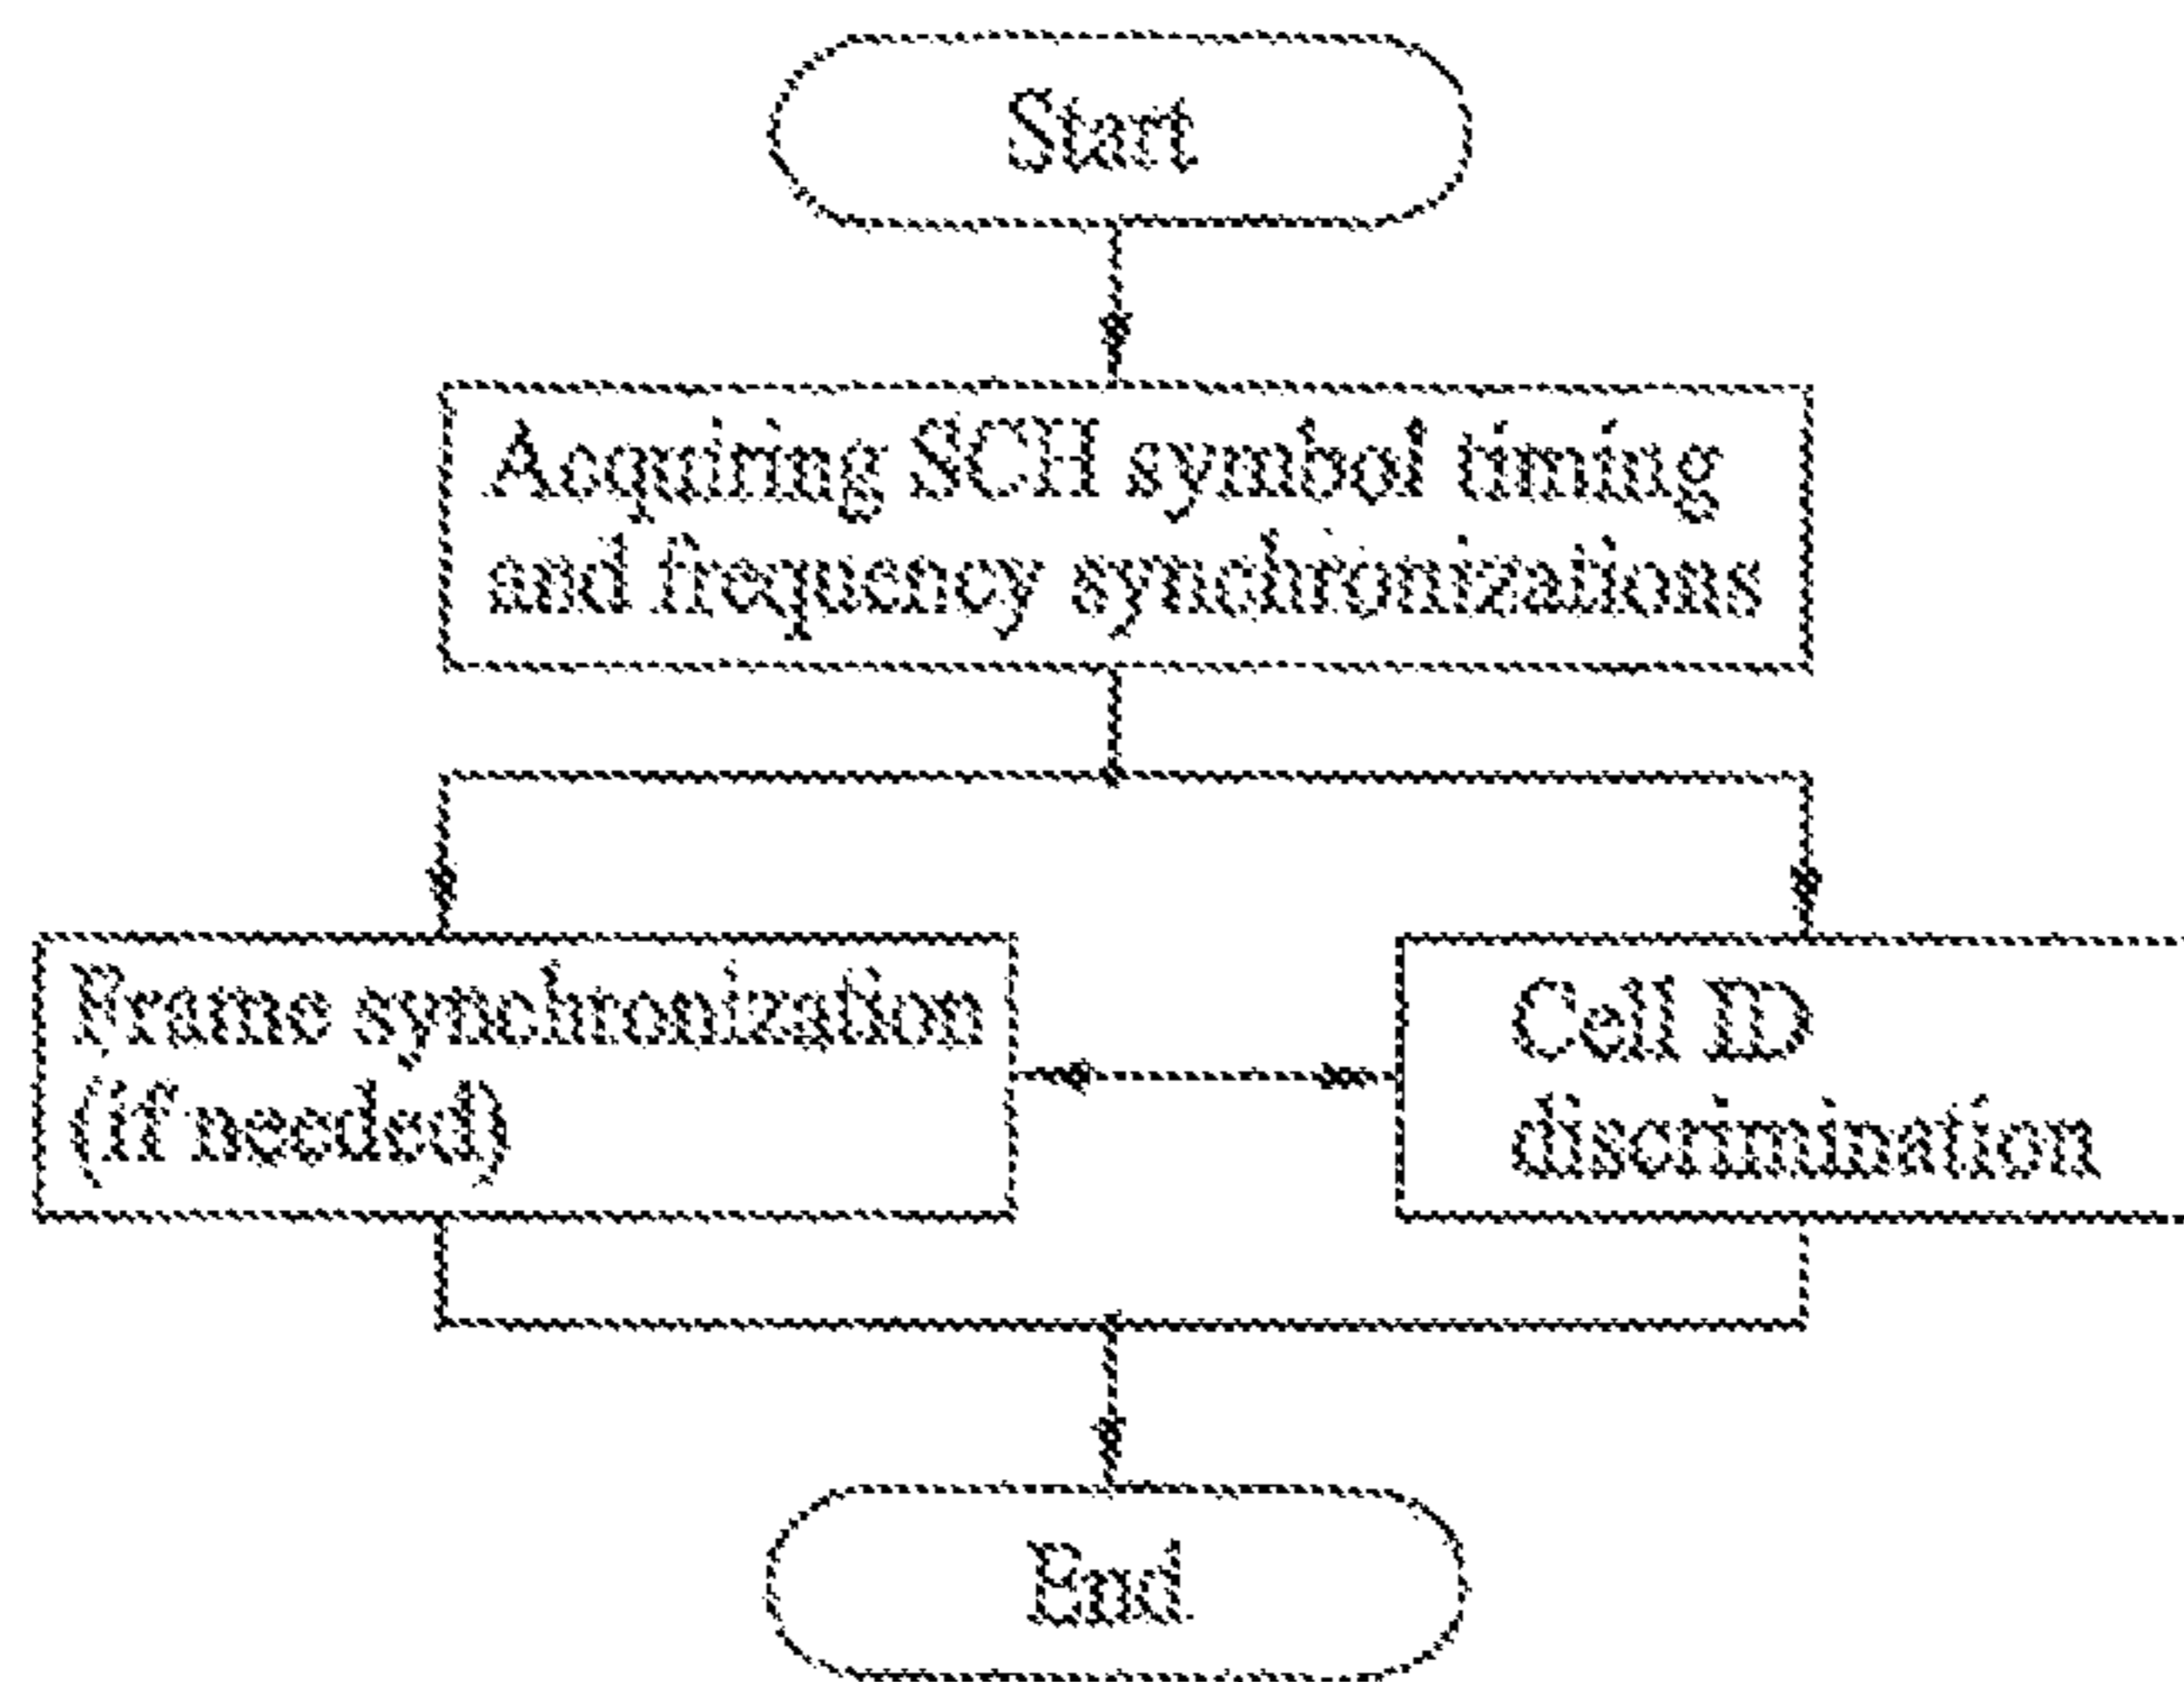 Start
Acquiring SCH symbol timing
and frequency synchronizations
Frame synchronization
(if needed)
Cell ID
discrimination
End